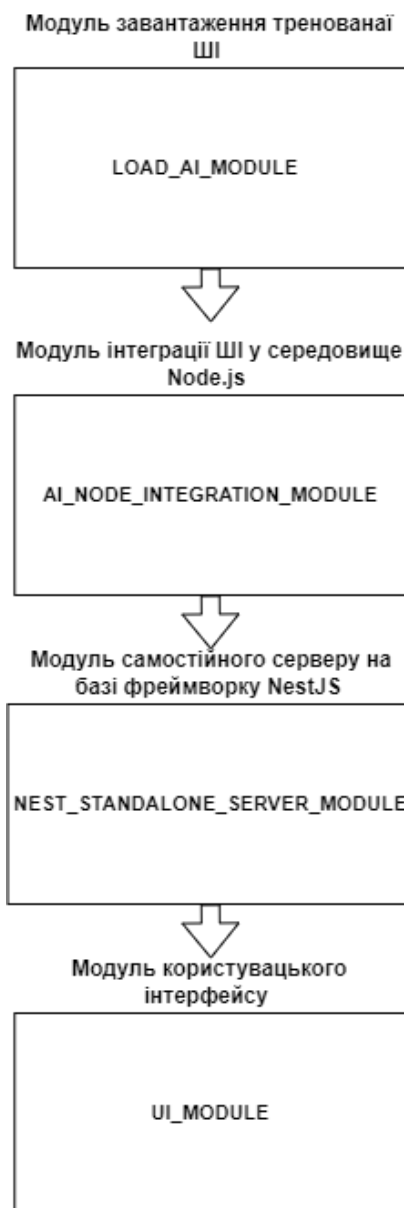 Модуль завантаження тренованаї
ШІ
LOAD_AI_MODULE
Модуль інтеграції ШІ у середовище
Node.js
AI_NODE_INTEGRATION_MODULE
Модуль самостійного серверу на
базі фреймворку NestJS
NEST_STANDALONE_SERVER_MODULE
Модуль користувацького
інтерфейсу
UI_MODULE